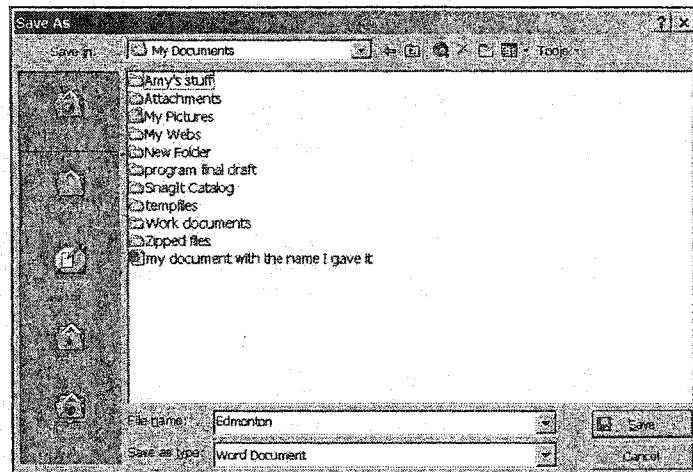 Save As
Save in: My Documents Tools
Amy's stuff
Attachments
My Pictures
My Webs
New Folder
program final draft
SnagIt Catalog
tempfiles
Work documents
Zipped files
my document with the name I gave it
File name: Edmonton Save
Save as type: Word Document Cancel